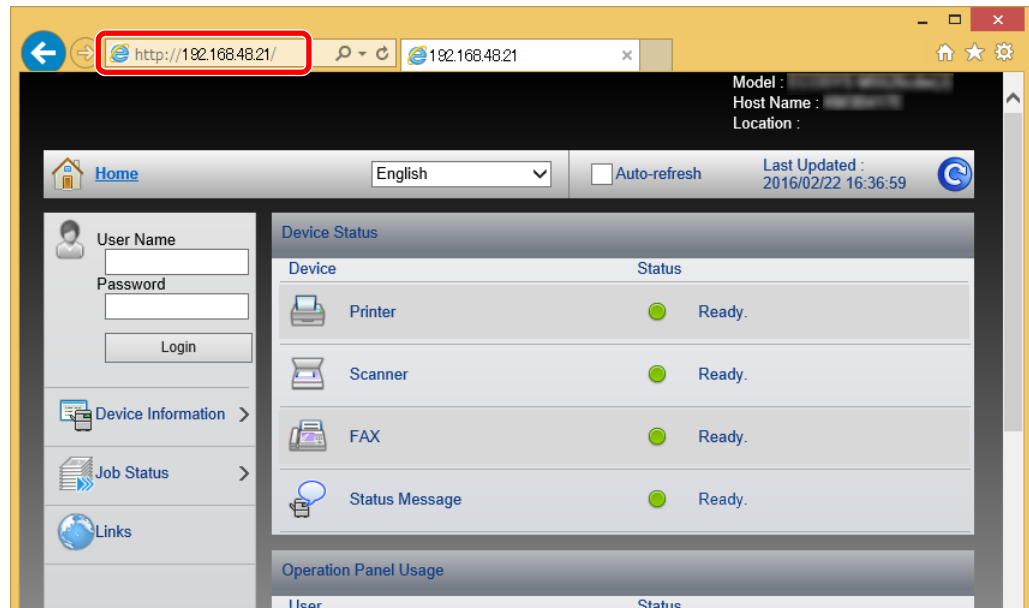 http://192.168.48.21/
192.168.48.21
Model :
Host Name :
Location :
Home
English
Auto-refresh
Last Updated :
2016/02/22 16:36:59
User Name
Password
Login
Device Information
Job Status
Links
Device Status
Device Status
Printer Ready.
Scanner Ready.
FAX Ready.
Status Message Ready.
Operation Panel Usage
User Status